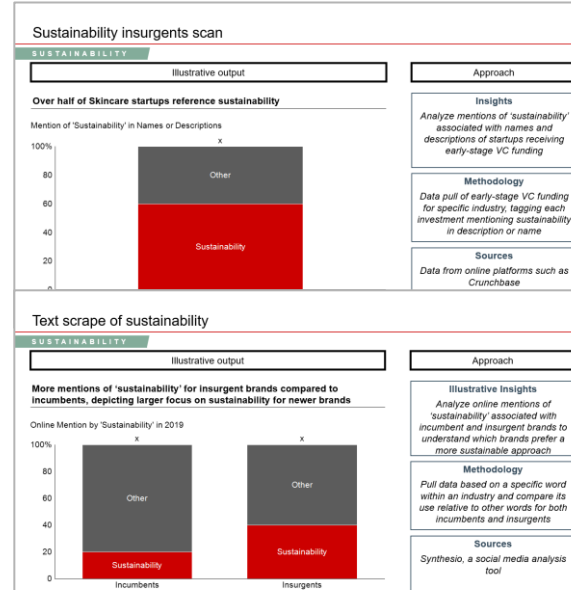 Sustainability insurgents scan
SUSTAINABILITY
Illustrative output
Over half of Skincare startups reference sustainability
Mention of 'Sustainability' in Names or Descriptions
x
100%
80
60
40
20
0
Other
Sustainability
Approach
Insights
Analyze mentions of ‘sustainability’
associated with names and
descriptions of startups receiving
early-stage VC funding
Methodology
Data pull of early-stage VC funding
for specific industry, tagging each
investment mentioning sustainability
in description or name
Sources
Data from online platforms such as
Crunchbase
Text scrape of sustainability
SUSTAINABILITY
Illustrative output
More mentions of ‘sustainability’ for insurgent brands compared to
incumbents, depicting larger focus on sustainability for newer brands
Online Mention by 'Sustainability' in 2019
x
x
100%
80
60
40
20
0
Other
Sustainability
Incumbents
Other
Sustainability
Insurgents
Approach
Illustrative Insights
Analyze online mentions of
‘sustainability’ associated with
incumbent and insurgent brands to
understand which brands prefer a
more sustainable approach
Methodology
Pull data based on a specific word
within an industry and compare its
use relative to other words for both
incumbents and insurgents
Sources
Synthesio, a social media analysis
tool